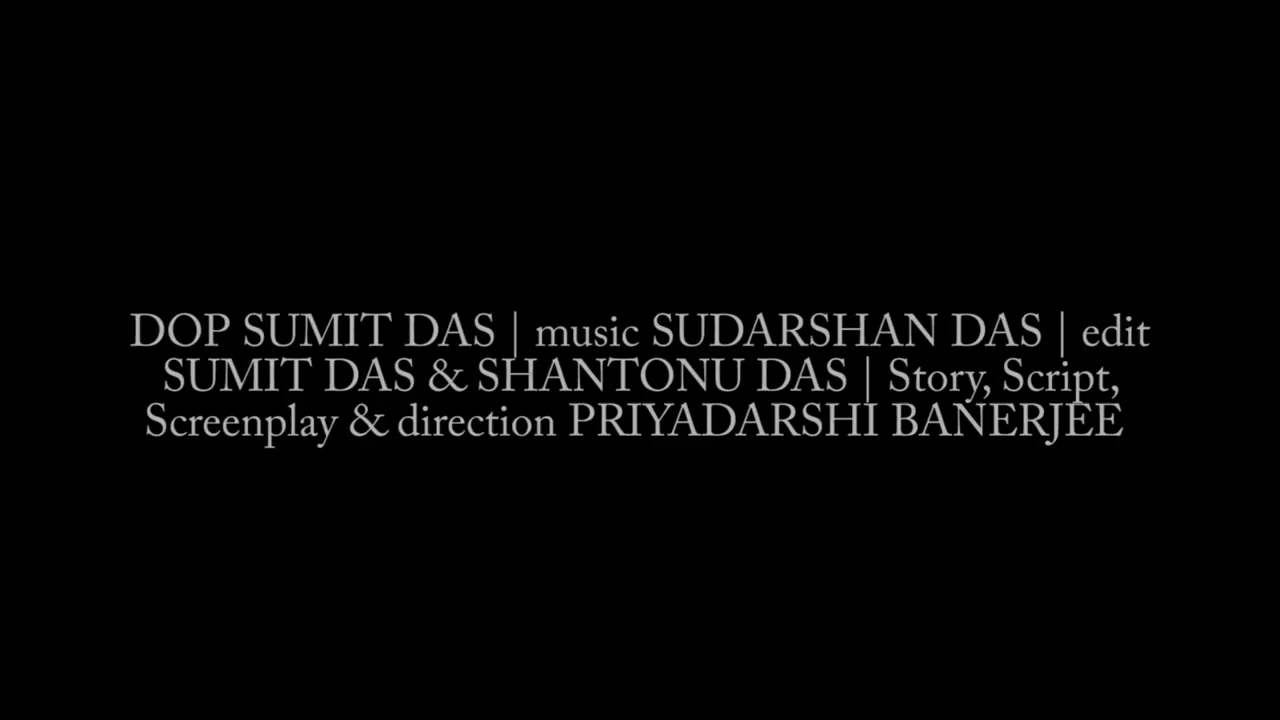 DOP SUMIT DAS | music SUDARSHAN DAS | edit
SUMIT DAS & SHANTONU DAS | Story, Script,
Screenplay & direction PRIYADARSHI BANERJEE